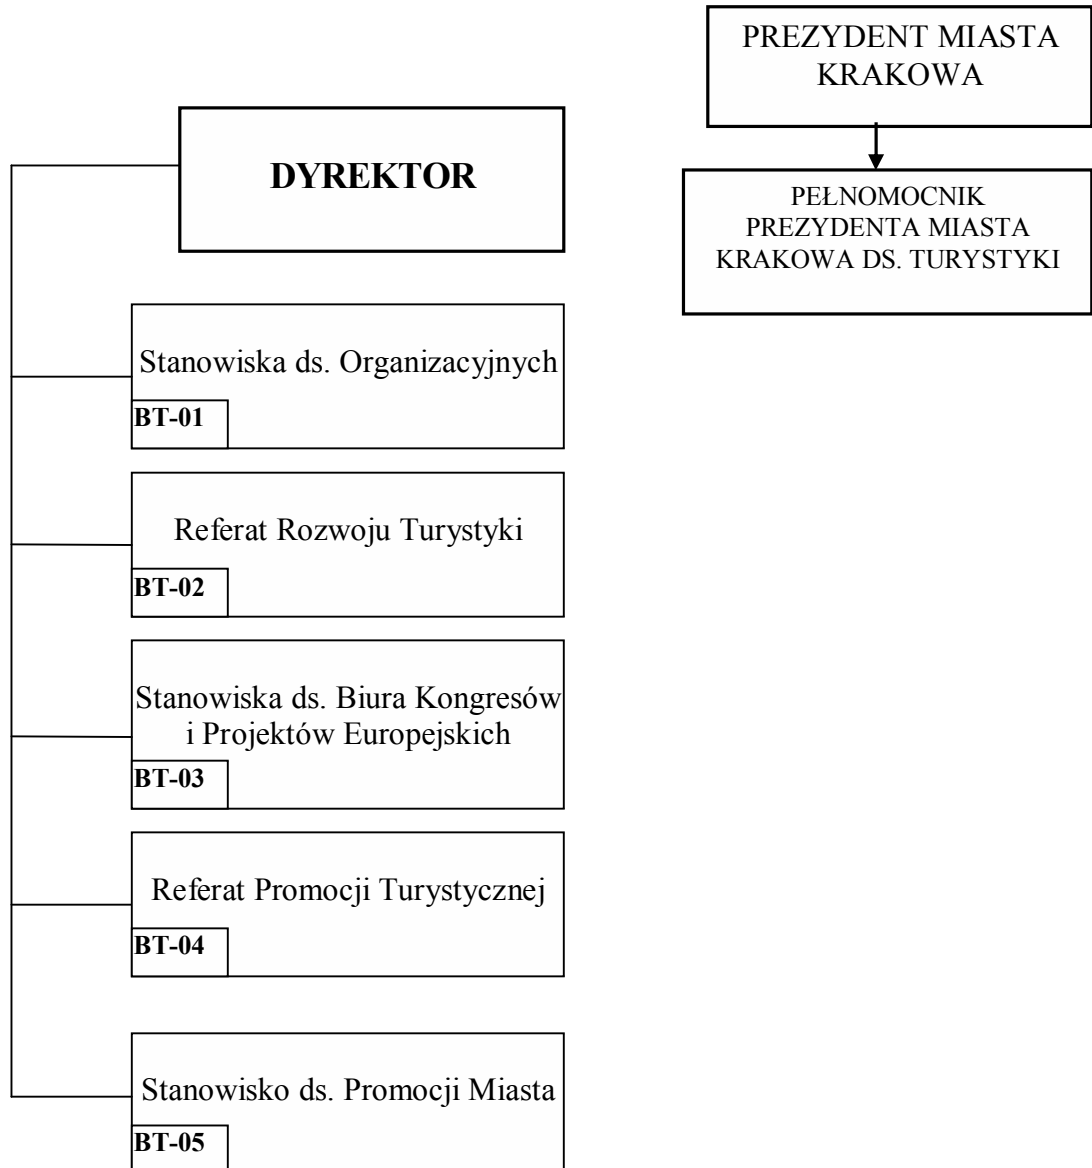 PREZYDENT MIASTA
KRAKOWA
DYREKTOR
PEŁNOMOCNIK
PREZYDENTA MIASTA
KRAKOWA DS. TURYSTYKI
Stanowiska ds. Organizacyjnych
BT-01
Referat Rozwoju Turystyki
BT-02
Stanowiska ds. Biura Kongresów
i Projektów Europejskich
BT-03
Referat Promocji Turystycznej
BT-04
Stanowisko ds. Promocji Miasta
BT-05